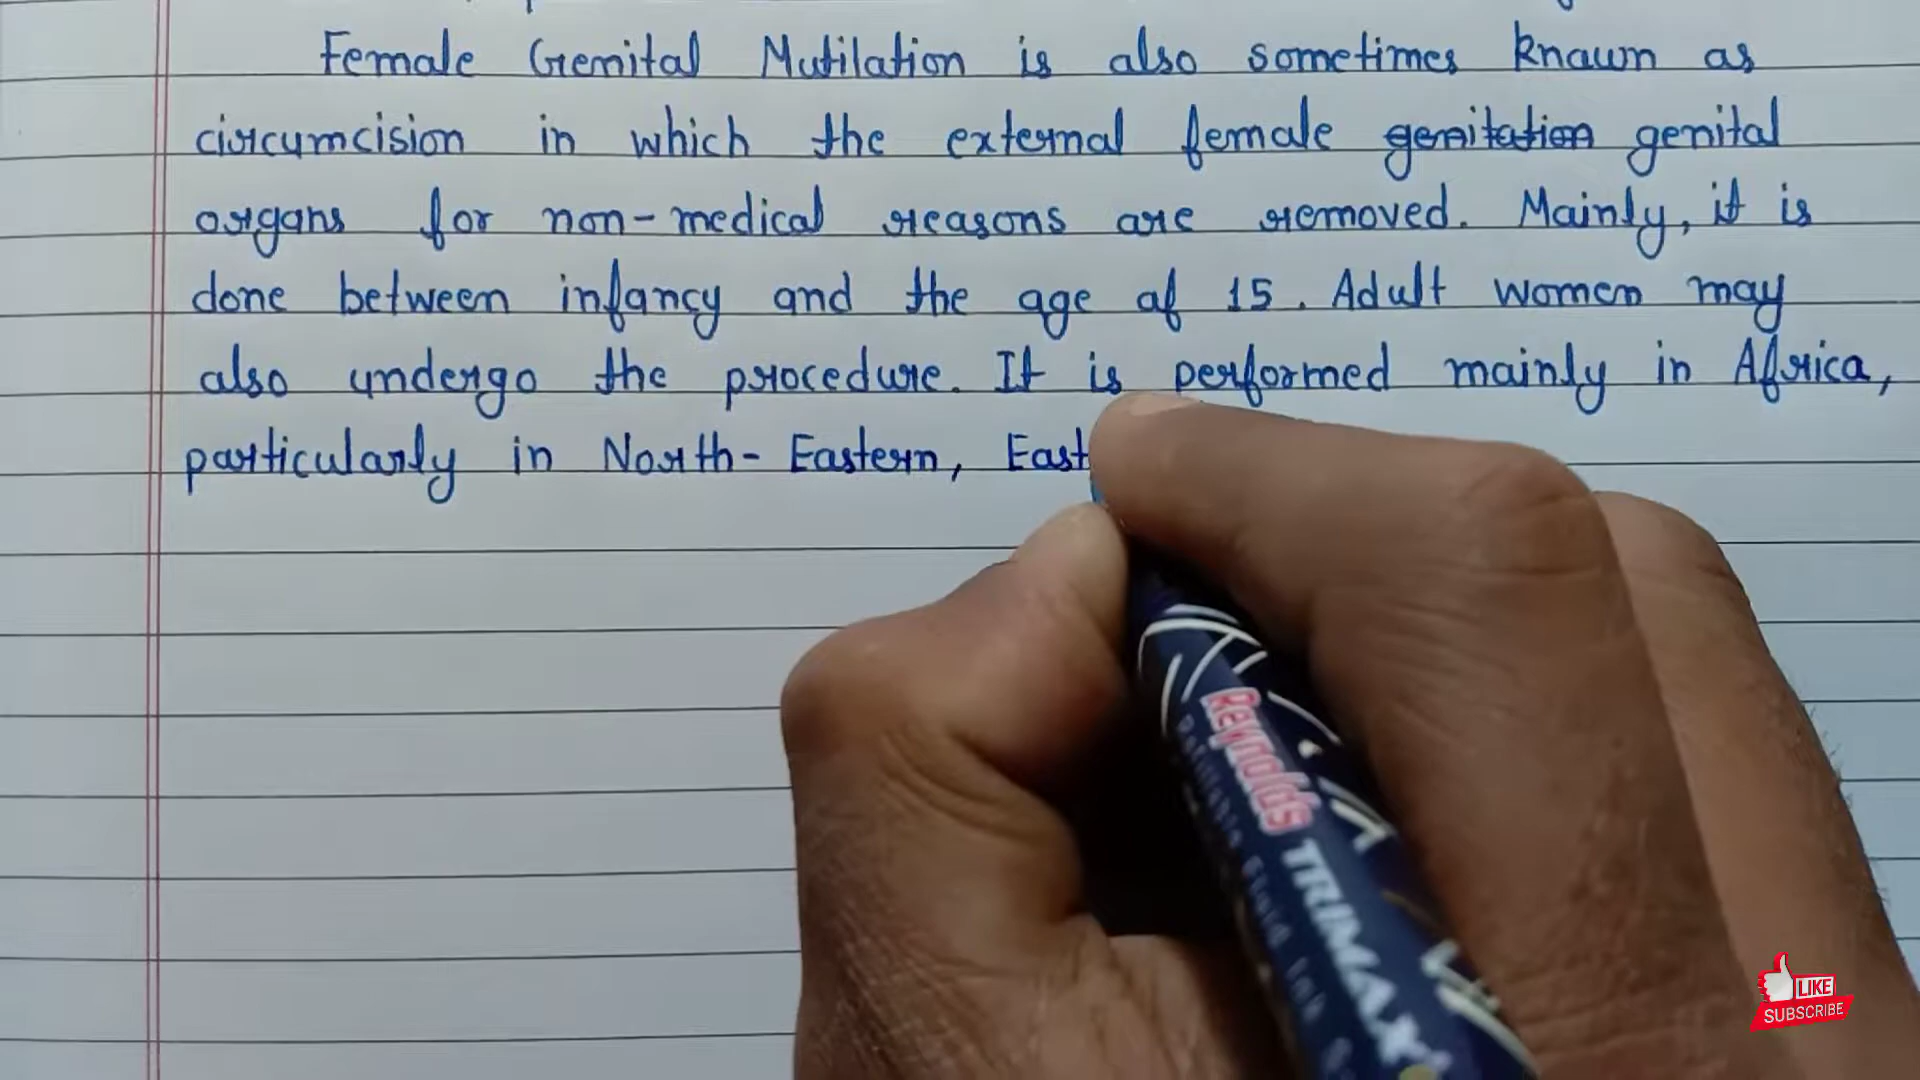 Female Genital Mutilation is also sometimes knawn as
circumcision in which the external female genitation genital
organs for non-medical reasons are removed. Mainly, it is
done between infancy and the age of 15. Adult women may
also undergo the procedure. It is performed mainly in Africa,
particularly in North-Eastern, East
Reynolds TRIMAX
LIKE
SUBSCRIBE